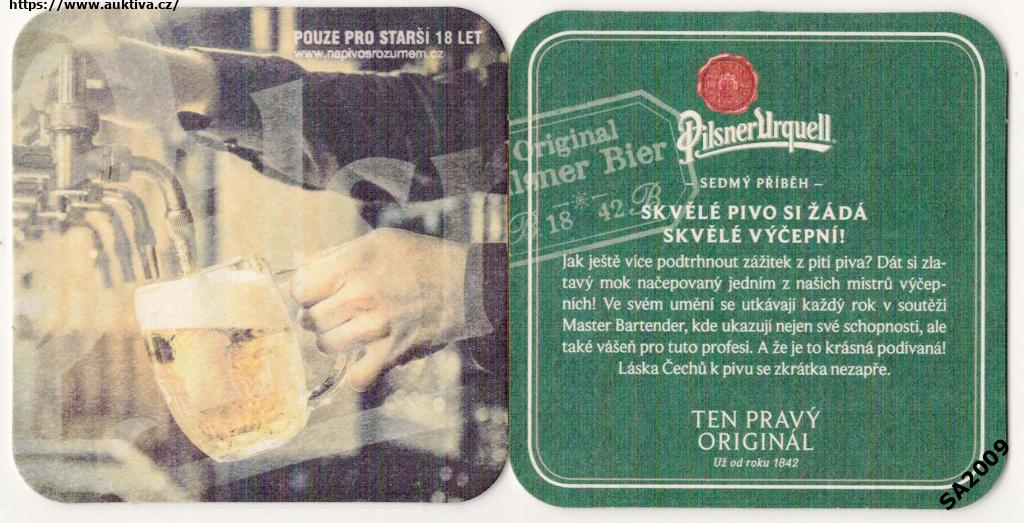 https://www.auktiva.cz/
POUZE PRO STARŠÍ 18 LET
www.napivosrozumem.cz
Pilsner Urquell
Original
Bier
B 18 42 B
– SEDMÝ PŘÍBĚH –
SKVĚLÉ PIVO SI ŽÁDÁ
SKVĚLÉ VÝČEPNÍ!
Jak ještě více podtrhnout zážitek z pití piva? Dát si zla-
tavý mok načepovaný jedním z našich mistrů výčep-
ních! Ve svém umění se utkávají každý rok v soutěži
Master Bartender, kde ukazují nejen své schopnosti, ale
také vášeň pro tuto profesi. A že je to krásná podívaná!
Láska Čechů k pivu se zkrátka nezapře.
TEN PRAVÝ
ORIGINÁL
Už od roku 1842
SA2009